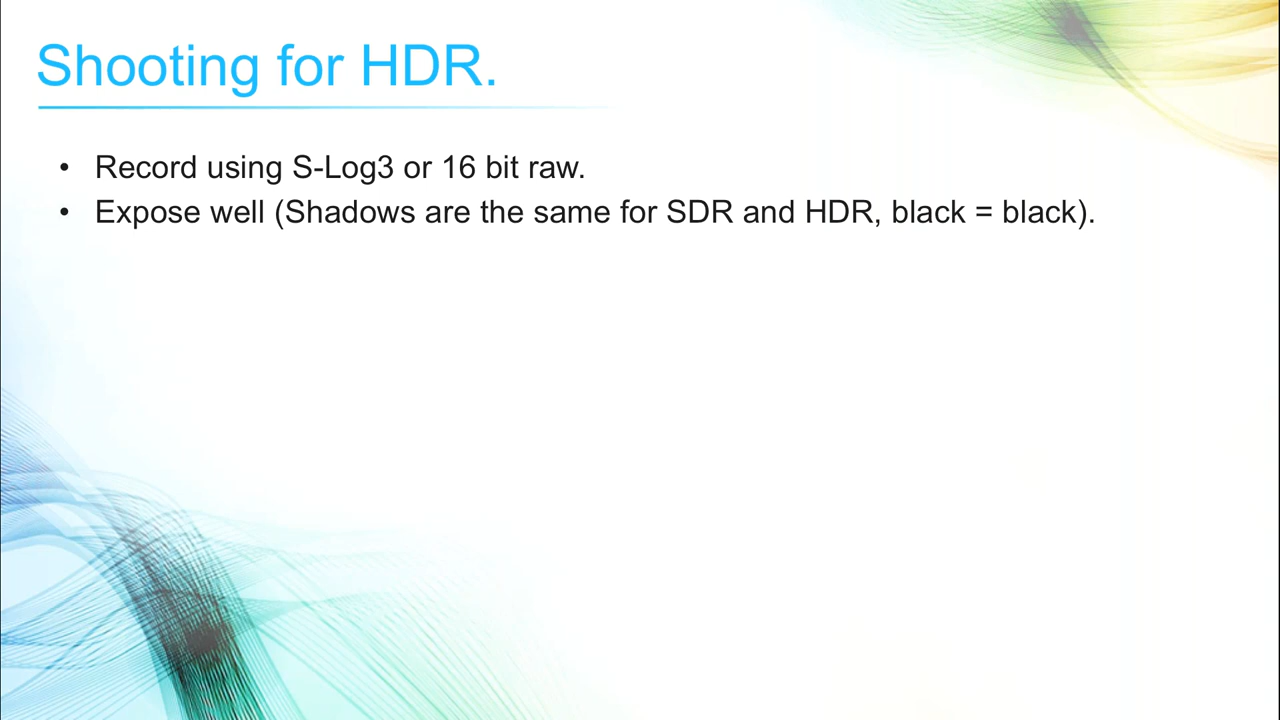 Shooting for HDR.
• Record using S-Log3 or 16 bit raw.
• Expose well (Shadows are the same for SDR and HDR, black = black).